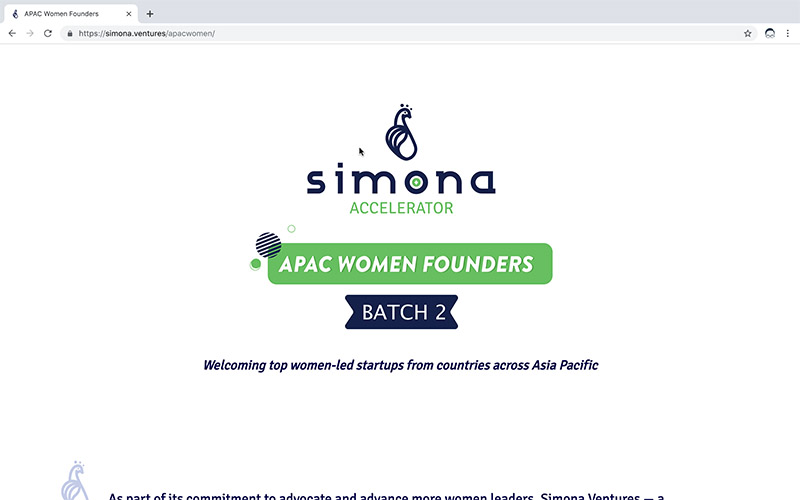 APAC Women Founders
https://simona.ventures/apacwomen/
simona
ACCELERATOR
APAC WOMEN FOUNDERS
BATCH 2
Welcoming top women-led startups from countries across Asia Pacific
As part of its commitment to advocate and advance more women leaders, Simona Ventures — a